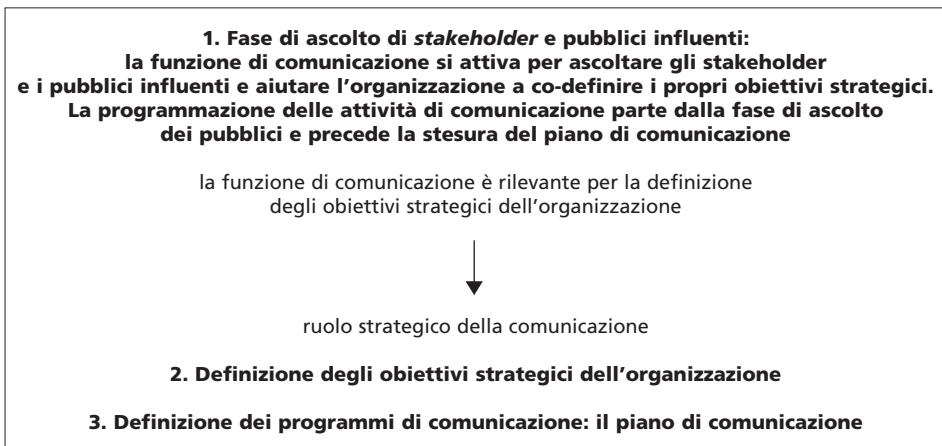 1. Fase di ascolto di stakeholder e pubblici influenti:
la funzione di comunicazione si attiva per ascoltare gli stakeholder
e i pubblici influenti e aiutare l’organizzazione a co-definire i propri obiettivi strategici.
La programmazione delle attività di comunicazione parte dalla fase di ascolto
dei pubblici e precede la stesura del piano di comunicazione
la funzione di comunicazione è rilevante per la definizione
degli obiettivi strategici dell’organizzazione
ruolo strategico della comunicazione
2. Definizione degli obiettivi strategici dell’organizzazione
3. Definizione dei programmi di comunicazione: il piano di comunicazione